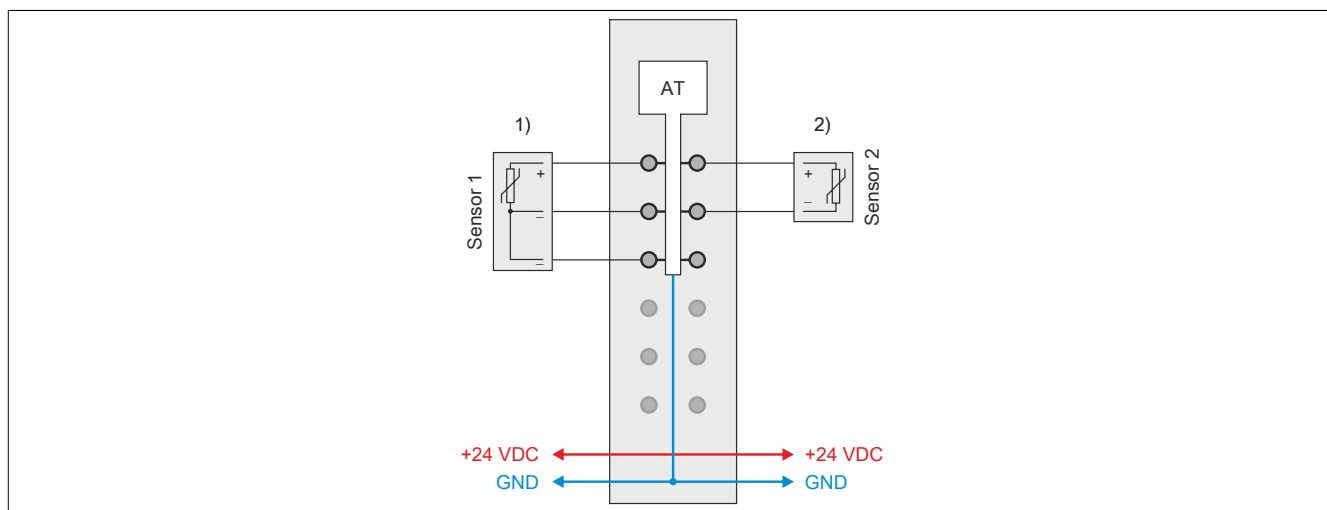 AT
1)
2)
Sensor 1
+
–
–
+
–
Sensor 2
+24 VDC
+24 VDC
GND
GND